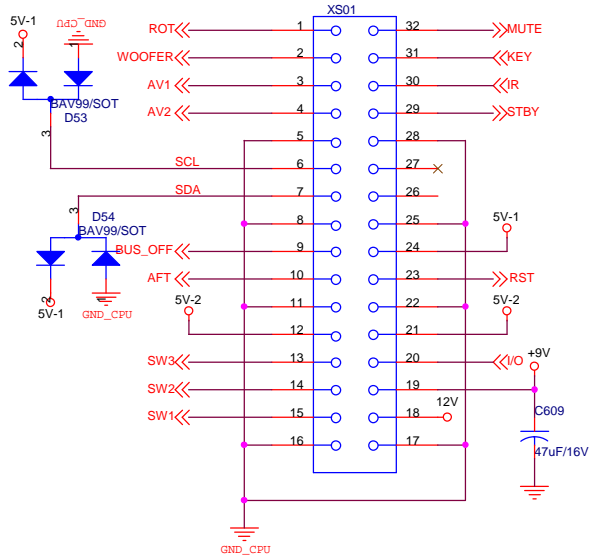 XS01
5V-1
GND_CPU
2
1
BAV99/SOT
D53
3
ROT
1
32
MUTE
WOOFER
2
31
KEY
AV1
3
30
IR
AV2
4
29
STBY
5
28
SCL
6
27
SDA
7
26
8
25
3
D54
BAV99/SOT
2
5V-1
1
GND_CPU
BUS_OFF
9
24
5V-1
AFT
10
23
RST
5V-2
11
22
5V-2
12
21
SW3
13
20
I/O
+9V
SW2
14
19
SW1
15
18
12V
16
17
C609
47uF/16V
GND_CPU